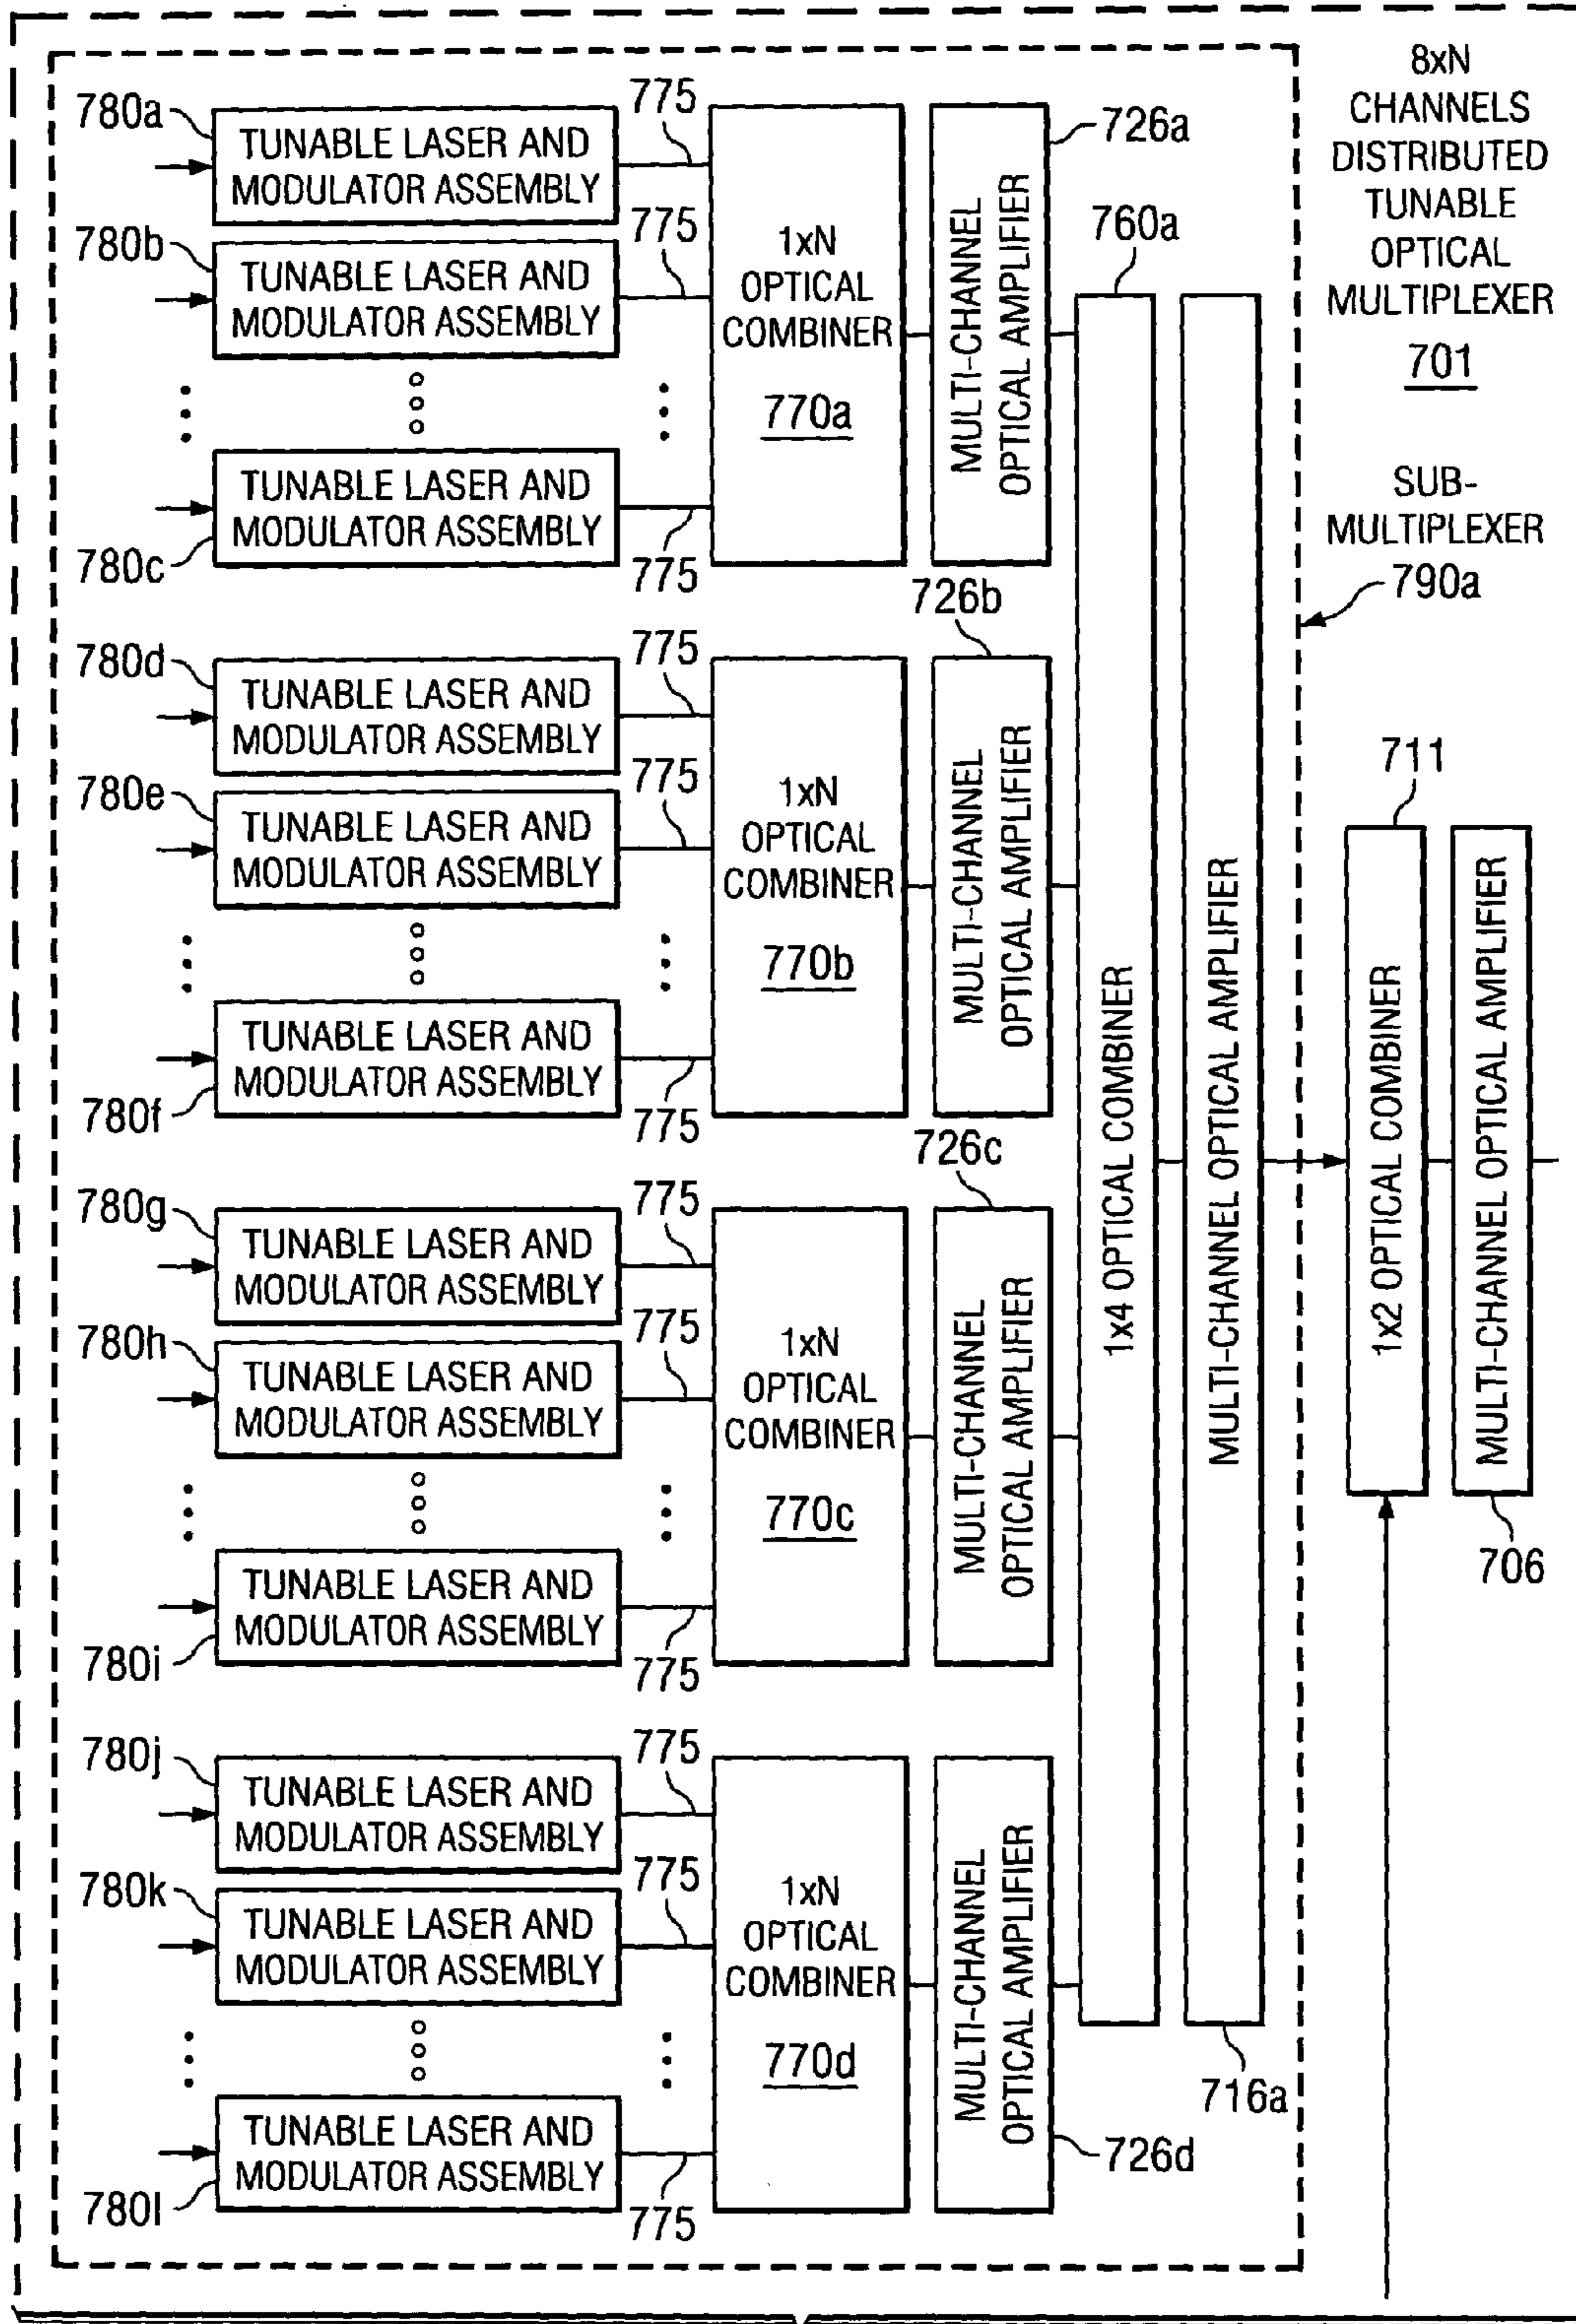 8xN
CHANNELS
DISTRIBUTED
TUNABLE
OPTICAL
MULTIPLEXER
701
SUB-
MULTIPLEXER
790a
780a
TUNABLE LASER AND
MODULATOR ASSEMBLY
775
780b
TUNABLE LASER AND
MODULATOR ASSEMBLY
775
780c
TUNABLE LASER AND
MODULATOR ASSEMBLY
775
1xN
OPTICAL
COMBINER
770a
726a
MULTI-CHANNEL
OPTICAL AMPLIFIER
780d
TUNABLE LASER AND
MODULATOR ASSEMBLY
775
780e
TUNABLE LASER AND
MODULATOR ASSEMBLY
775
780f
TUNABLE LASER AND
MODULATOR ASSEMBLY
775
1xN
OPTICAL
COMBINER
770b
726b
MULTI-CHANNEL
OPTICAL AMPLIFIER
780g
TUNABLE LASER AND
MODULATOR ASSEMBLY
775
780h
TUNABLE LASER AND
MODULATOR ASSEMBLY
775
780i
TUNABLE LASER AND
MODULATOR ASSEMBLY
775
1xN
OPTICAL
COMBINER
770c
726c
MULTI-CHANNEL
OPTICAL AMPLIFIER
780j
TUNABLE LASER AND
MODULATOR ASSEMBLY
775
780k
TUNABLE LASER AND
MODULATOR ASSEMBLY
775
780l
TUNABLE LASER AND
MODULATOR ASSEMBLY
775
1xN
OPTICAL
COMBINER
770d
726d
MULTI-CHANNEL
OPTICAL AMPLIFIER
760a
1x4 OPTICAL COMBINER
MULTI-CHANNEL OPTICAL AMPLIFIER
716a
711
1x2 OPTICAL COMBINER
MULTI-CHANNEL OPTICAL AMPLIFIER
706